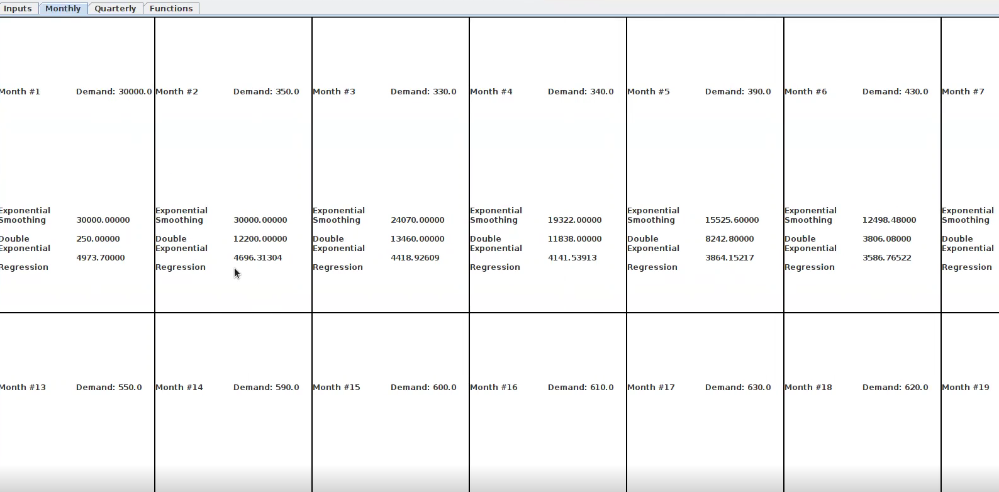 Inputs Monthly Quarterly Functions
Month #1 Demand: 30000.0 Month #2 Demand: 350.0 Month #3 Demand: 330.0 Month #4 Demand: 340.0 Month #5 Demand: 390.0 Month #6 Demand: 430.0 Month #7
Exponential Exponential Exponential Exponential Exponential Exponential Exponential
Smoothing 30000.00000 Smoothing 30000.00000 Smoothing 24070.00000 Smoothing 19322.00000 Smoothing 15525.60000 Smoothing 12498.48000 Smoothing
Double 250.00000 Double 12200.00000 Double 13460.00000 Double 11838.00000 Double 8242.80000 Double 3806.08000 Double
Exponential Exponential Exponential Exponential Exponential Exponential Exponential
4973.70000 4696.31304 4418.92609 4141.53913 3864.15217 3586.76522
Regression Regression Regression Regression Regression Regression Regression
Month #13 Demand: 550.0 Month #14 Demand: 590.0 Month #15 Demand: 600.0 Month #16 Demand: 610.0 Month #17 Demand: 630.0 Month #18 Demand: 620.0 Month #19